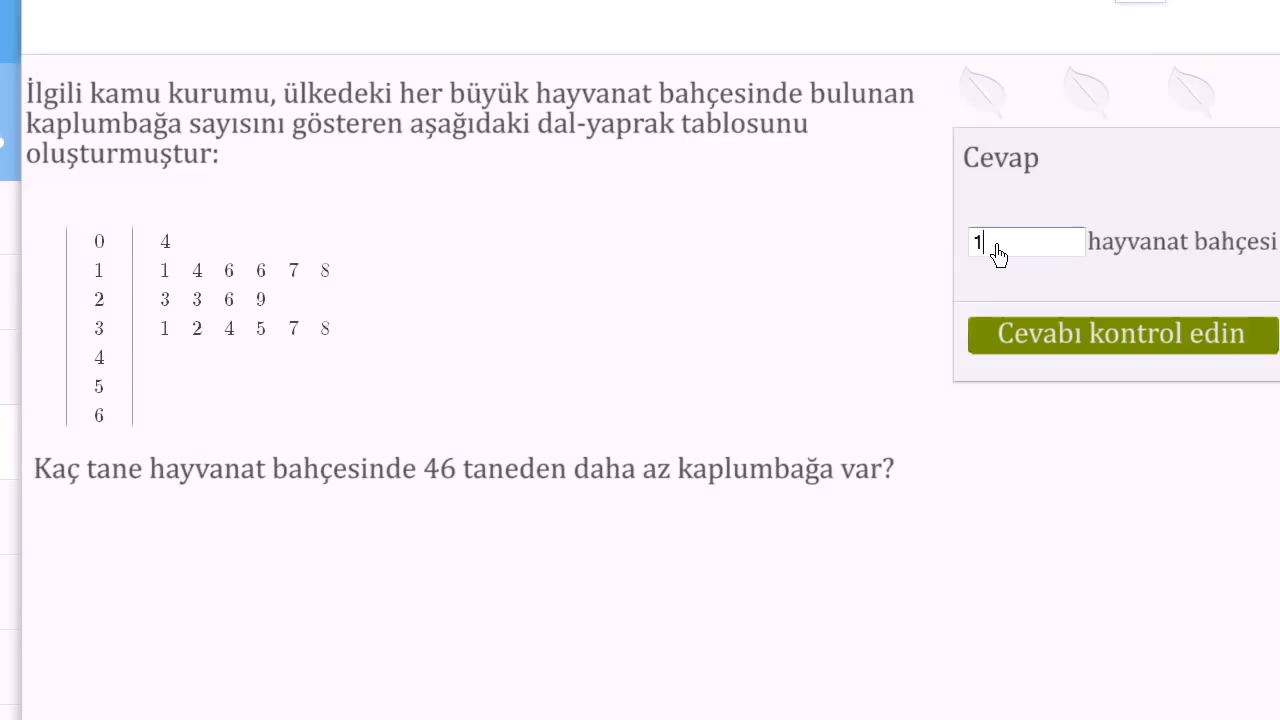 İlgili kamu kurumu, ülkedeki her büyük hayvanat bahçesinde bulunan
kaplumbağa sayısını gösteren aşağıdaki dal-yaprak tablosunu
oluşturmuştur:
Cevap
1 hayvanat bahçesi
Cevabı kontrol edin
0 4
1 1 4 6 6 7 8
2 3 3 6 9
3 1 2 4 5 7 8
4
5
6
Kaç tane hayvanat bahçesinde 46 taneden daha az kaplumbağa var?